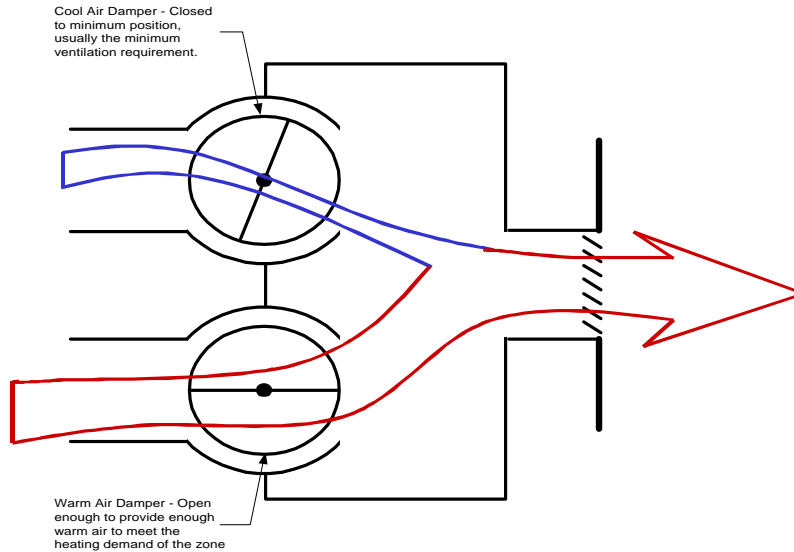 Cool Air Damper - Closed
to minimum position,
usually the minimum
ventilation requirement.
Warm Air Damper - Open
enough to provide enough
warm air to meet the
heating demand of the zone